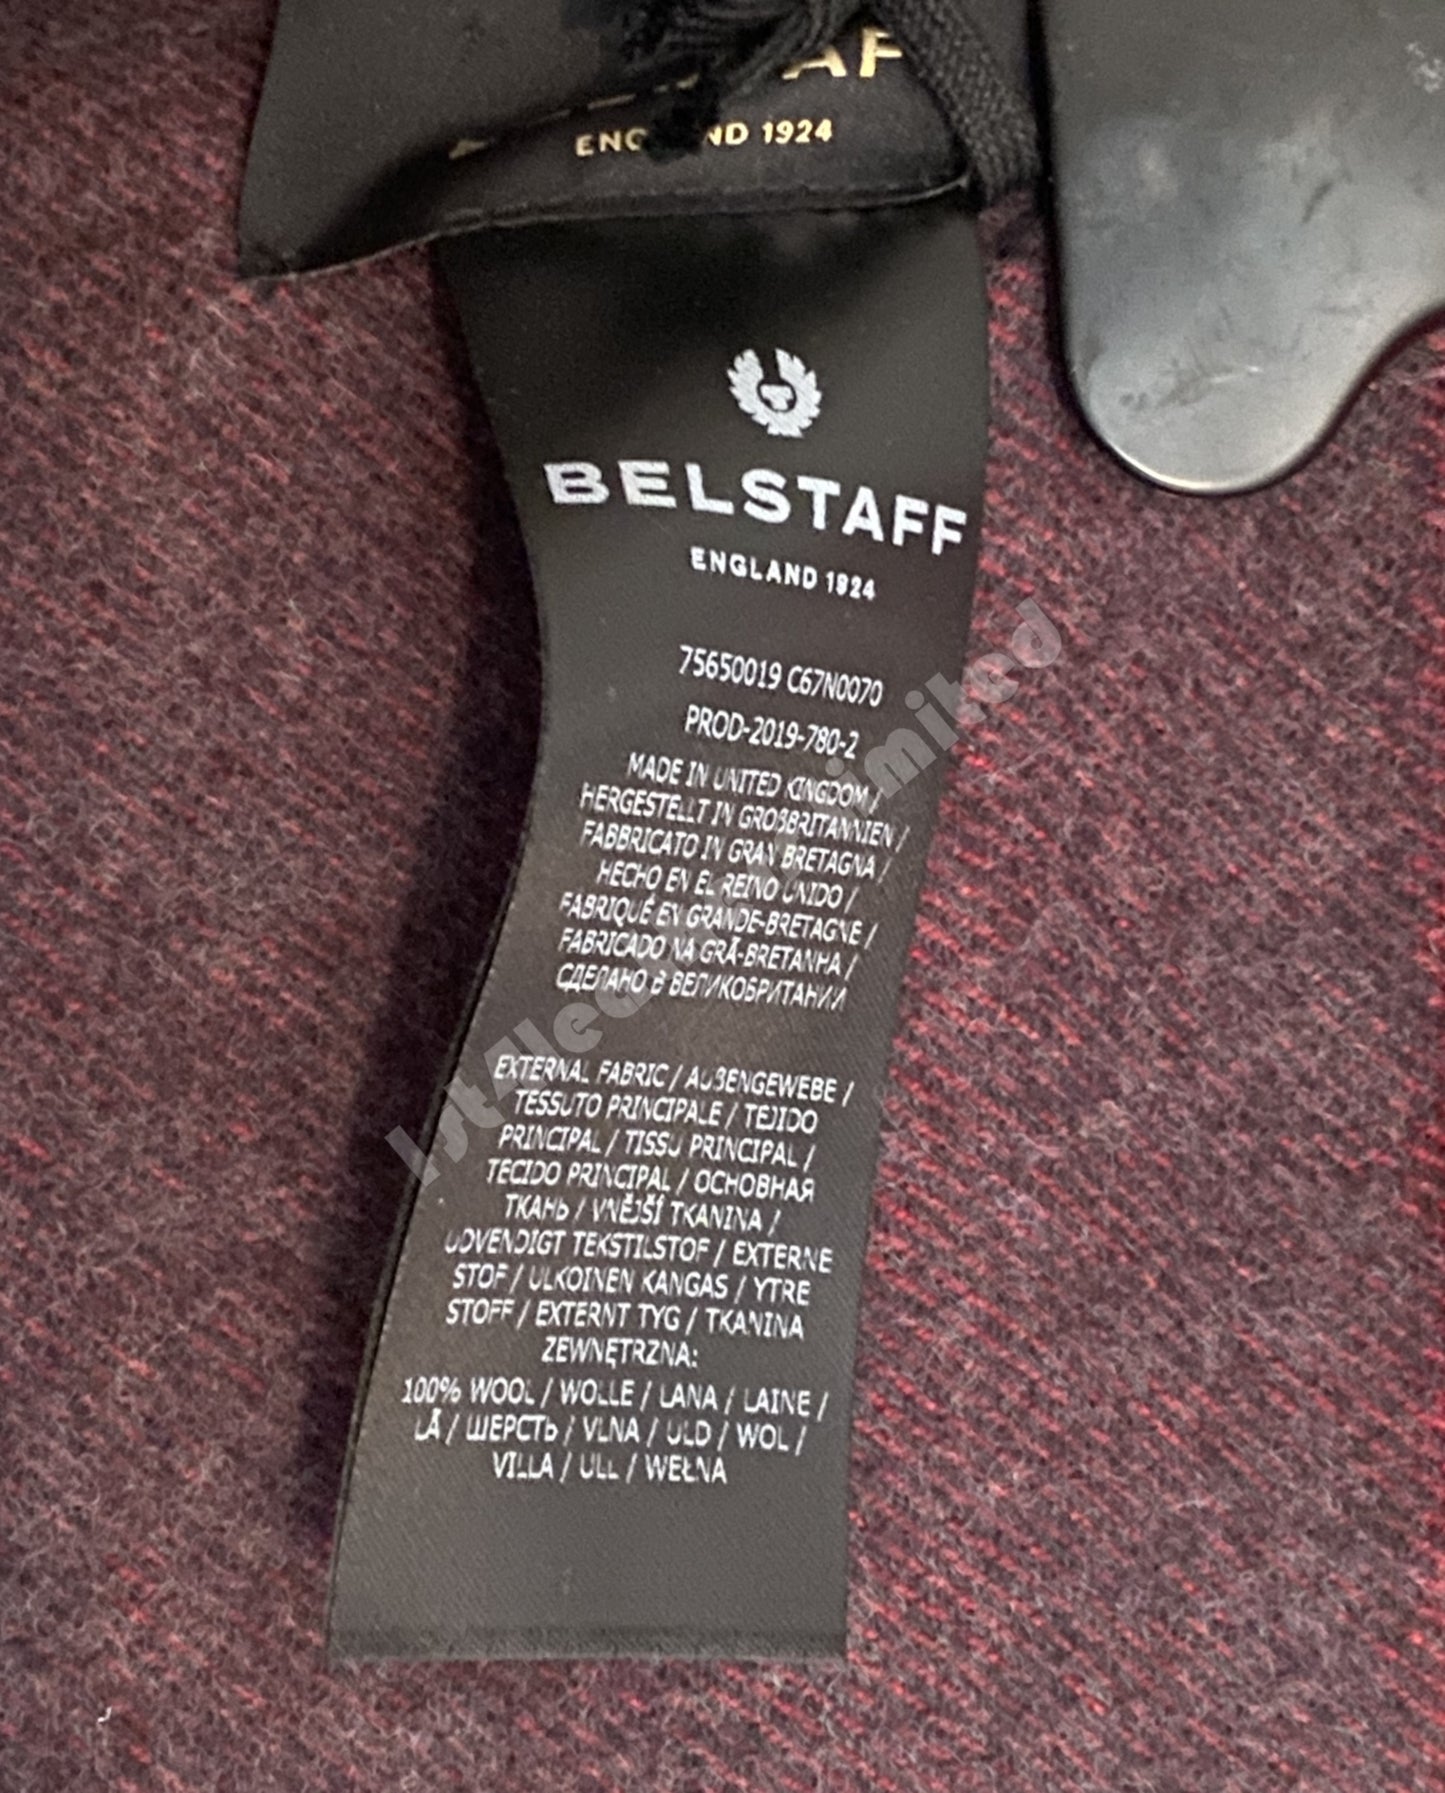 ENGLAND 1924
BELSTAFF
ENGLAND 1924
75650019 C67N0070
PROD-2019-780-2
MADE IN UNITED KINGDOM /
HERGESTELLT IN GROßBRITANNIEN /
FABBRICATO IN GRAN BRETAGNA /
HECHO EN EL REINO UNIDO /
FABRIQUÉ EN GRANDE-BRETAGNE /
FABRICADO NA GRÃ-BRETANHA /
СДЕЛАНО В ВЕЛИКОБРИТАНИИ
EXTERNAL FABRIC / AUßENGEWEBE /
TESSUTO PRINCIPALE / TEJIDO
PRINCIPAL / TISSU PRINCIPAL /
TECIDO PRINCIPAL / ОСНОВНАЯ
ТКАНЬ / VNĚJŠÍ TKANINA /
UDVENDIGT TEKSTILSTOF / EXTERNE
STOF / ULKOINEN KANGAS / YTRE
STOFF / EXTERNT TYG / TKANINA
ZEWNĘTRZNA:
100% WOOL / WOLLE / LANA / LAINE /
LÃ / ШЕРСТЬ / VLNA / ULD / WOL /
VILLA / ULL / WEŁNA